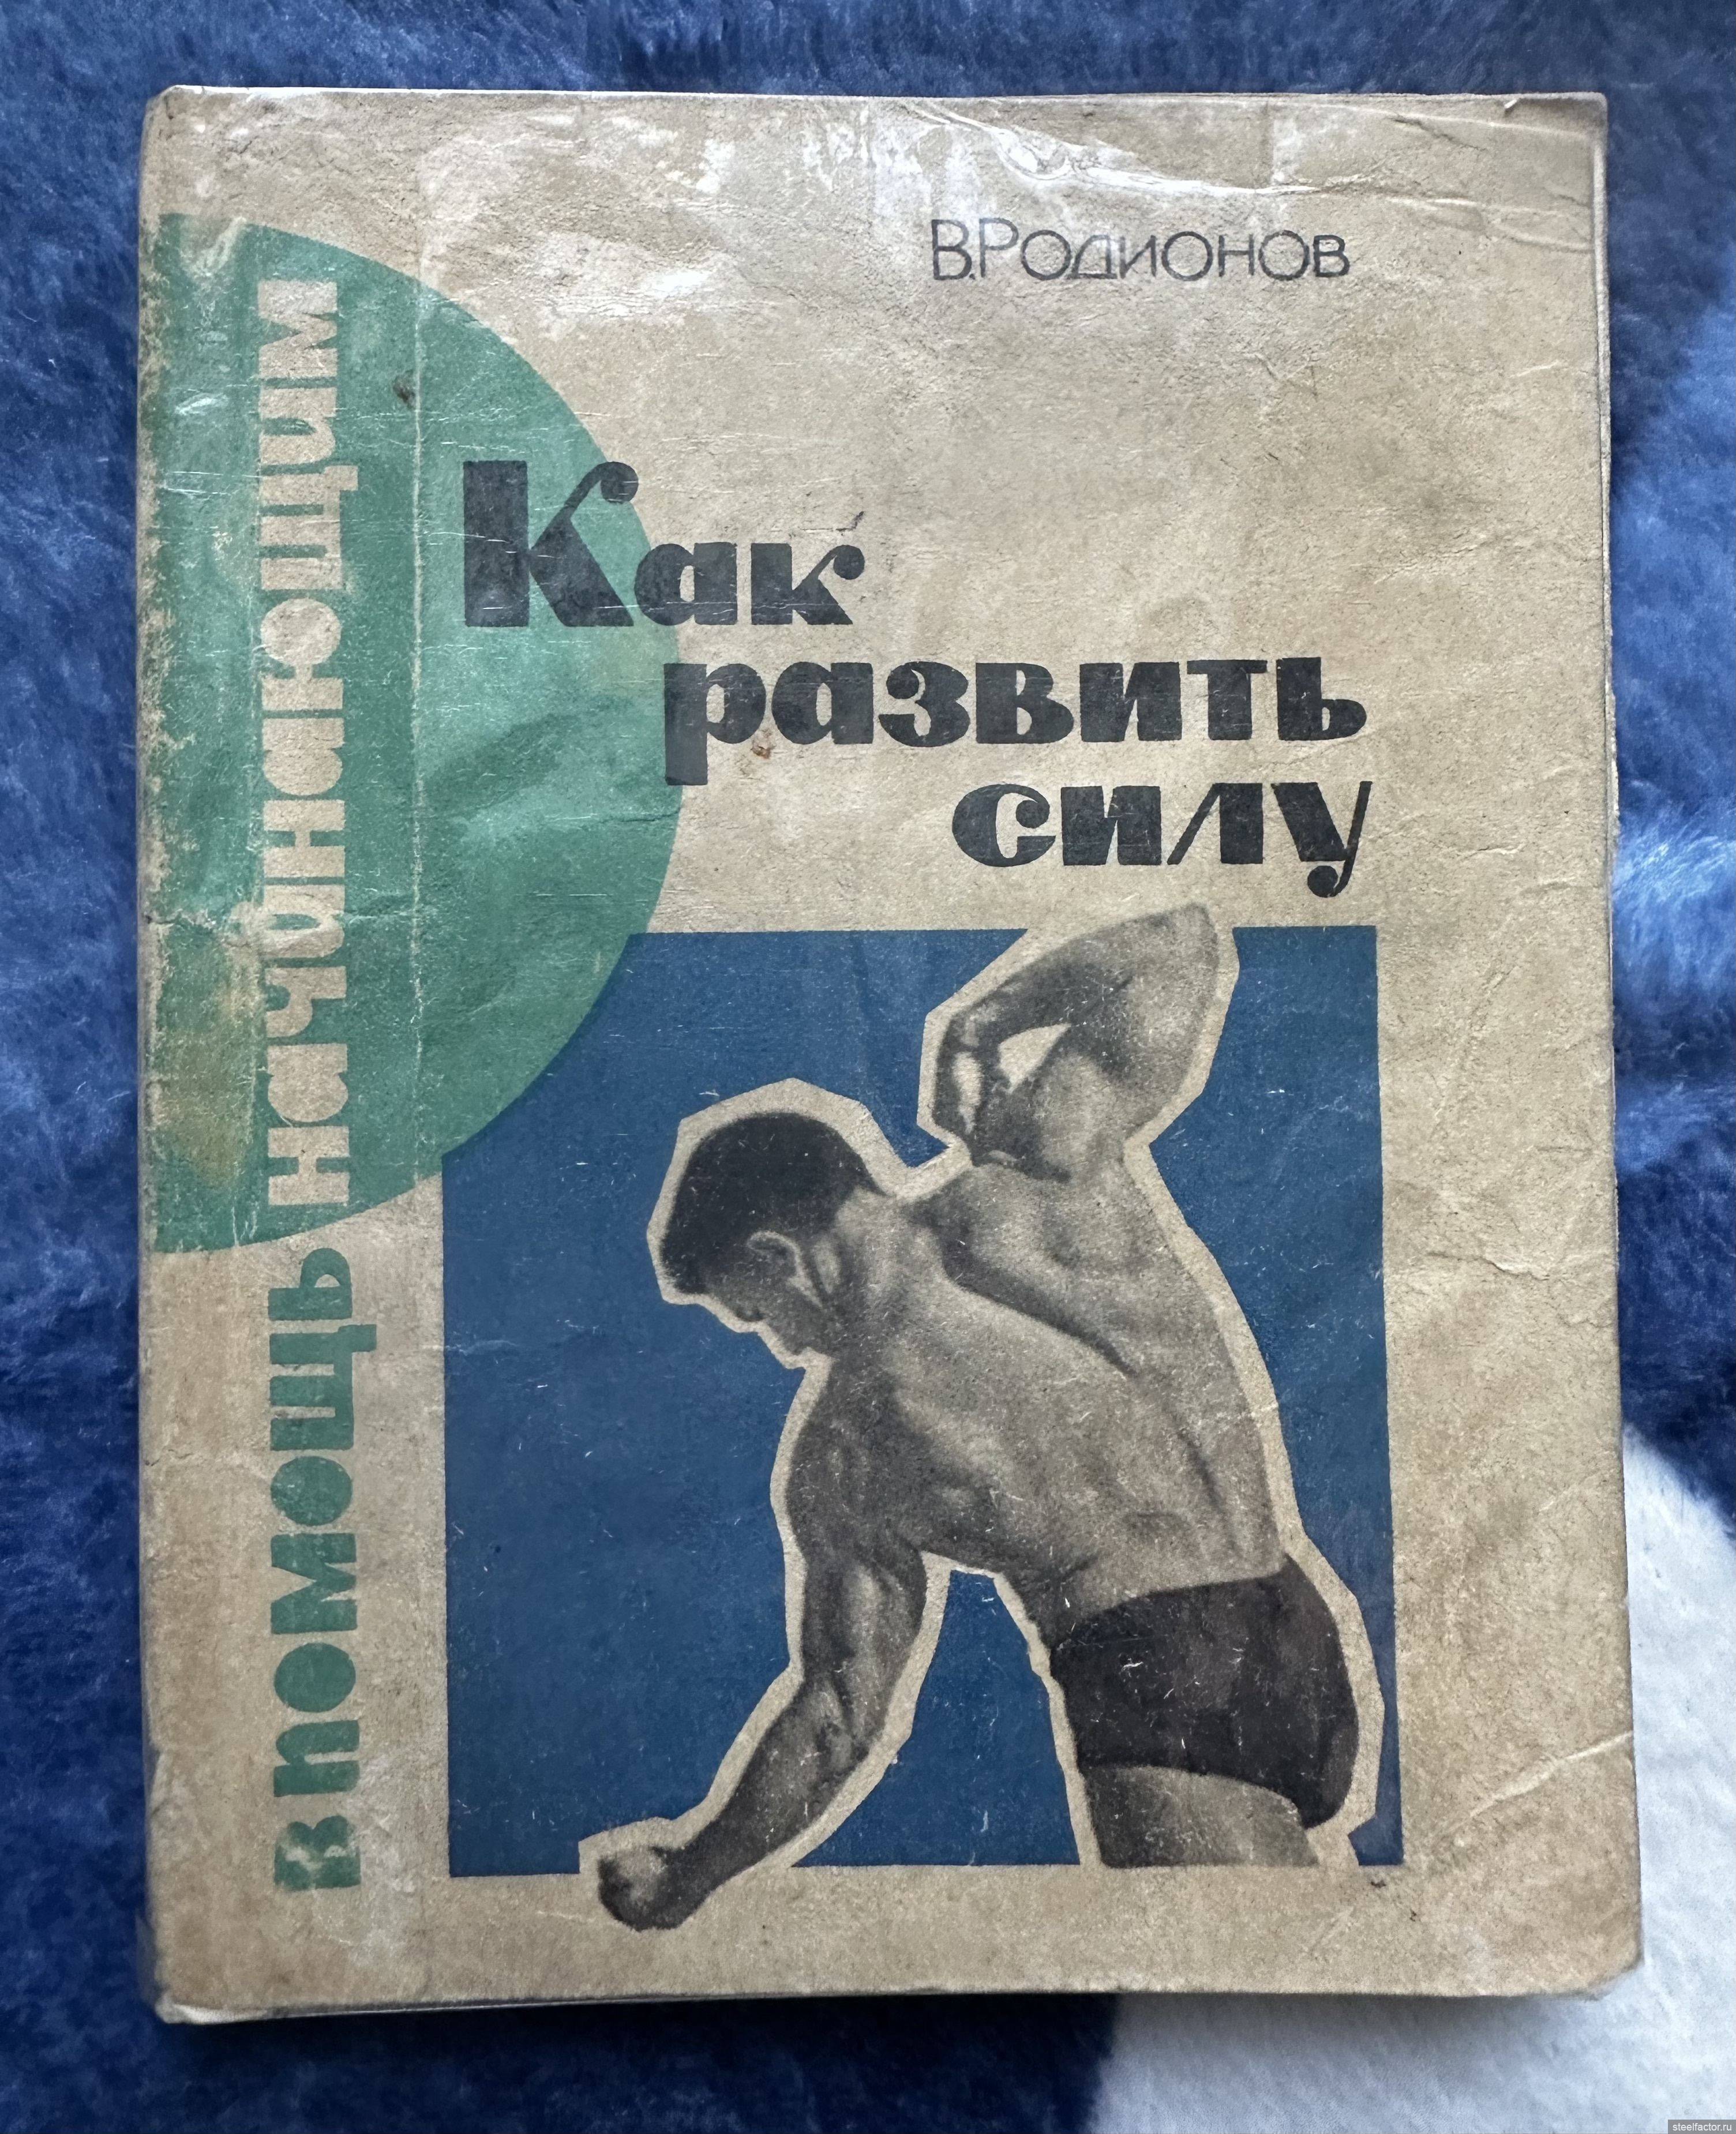 В.Родионов
Как
развить
силу
в помощь начинающим
steelfactor.ru